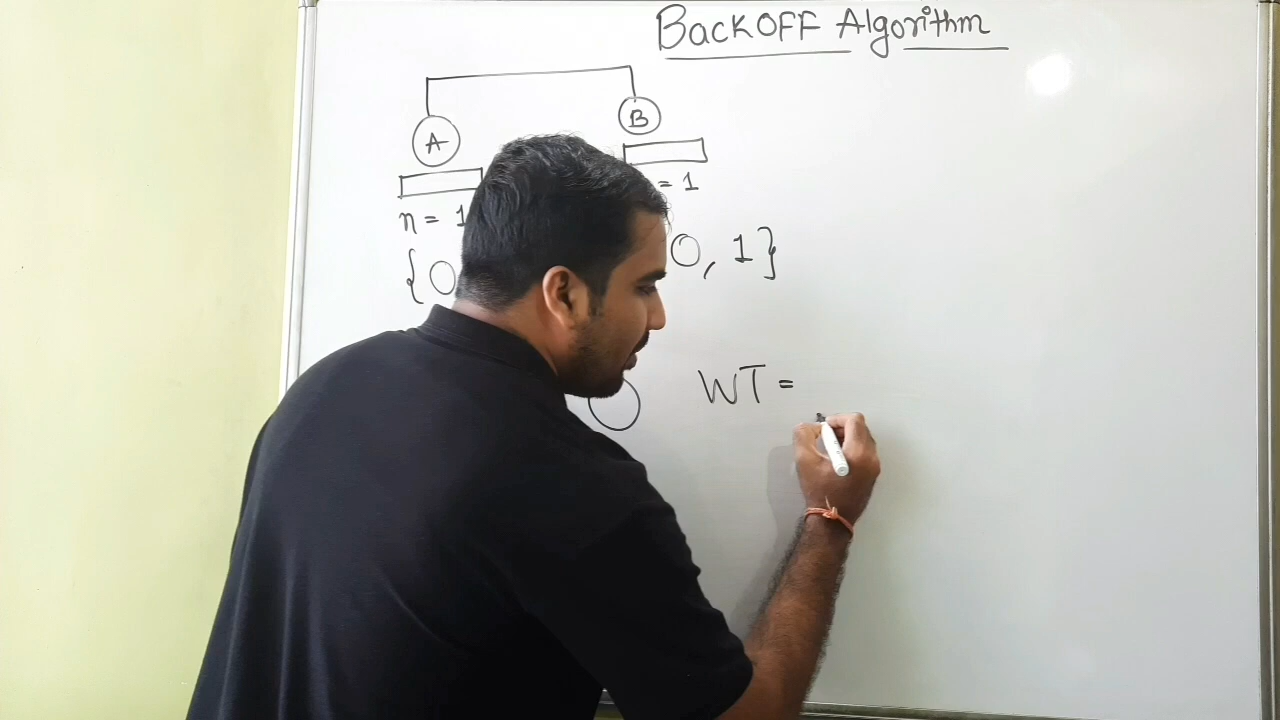 BackOFF Algorithm
A
B
n = 1
= 1
{0
0, 1}
WT =